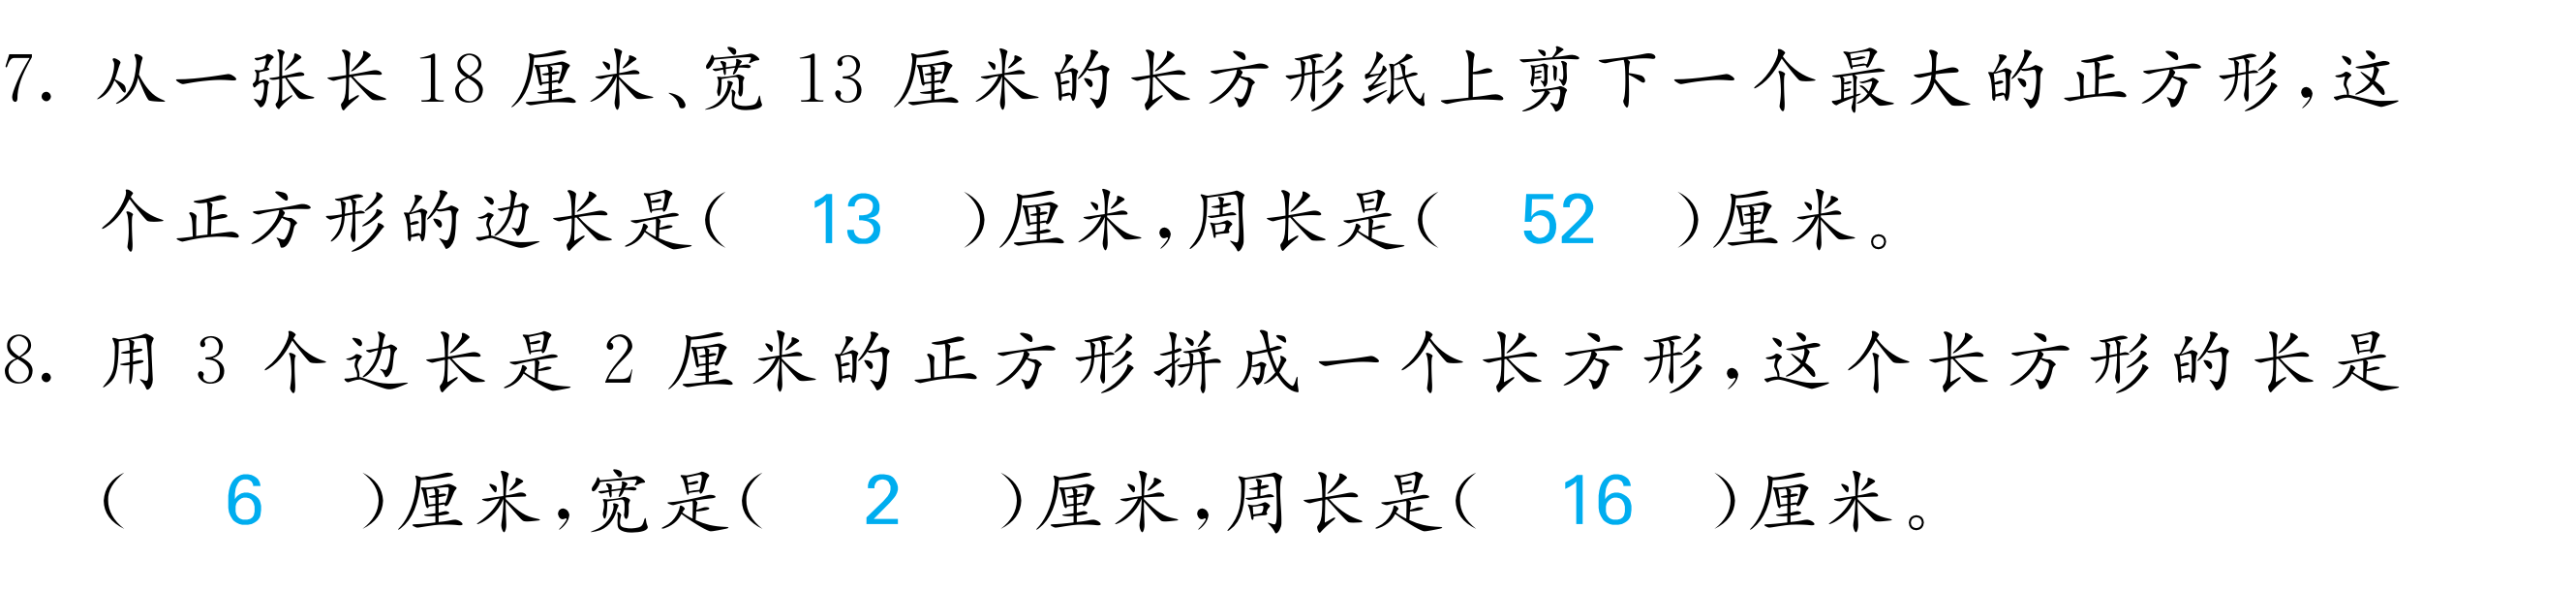 7. 从一张长 18 厘米、宽 13 厘米的长方形纸上剪下一个最大的正方形,这
个正方形的边长是( 13 )厘米,周长是( 52 )厘米。
8. 用 3 个边长是 2 厘米的正方形拼成一个长方形,这个长方形的长是
( 6 )厘米,宽是( 2 )厘米,周长是( 16 )厘米。